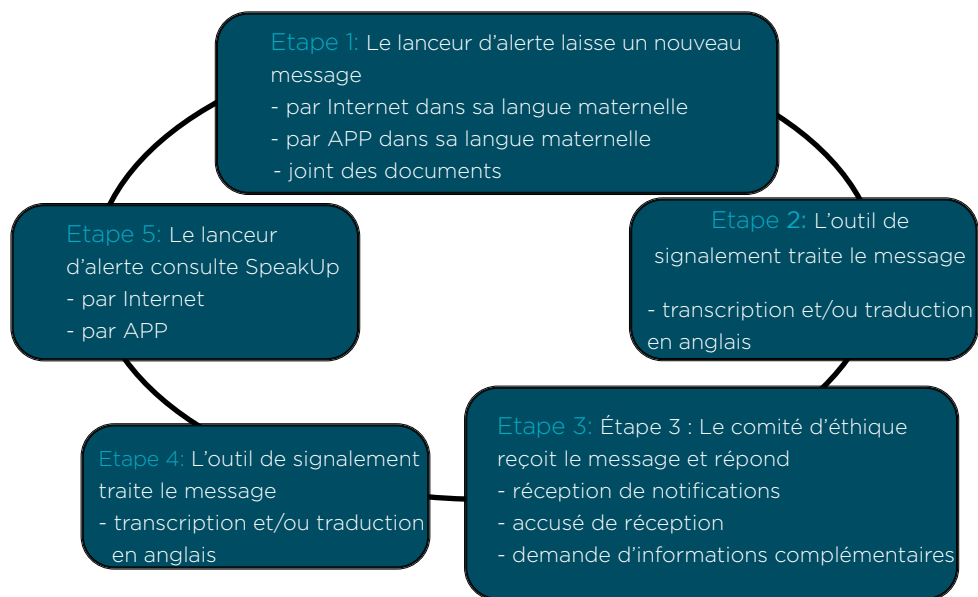 Etape 1: Le lanceur d'alerte laisse un nouveau
message
- par Internet dans sa langue maternelle
- par APP dans sa langue maternelle
- joint des documents
Etape 2: L'outil de
signalement traite le message
- transcription et/ou traduction
en anglais
Etape 3: Étape 3 : Le comité d'éthique
reçoit le message et répond
- réception de notifications
- accusé de réception
- demande d'informations complémentaires
Etape 4: L'outil de signalement
traite le message
- transcription et/ou traduction
en anglais
Etape 5: Le lanceur
d'alerte consulte SpeakUp
- par Internet
- par APP